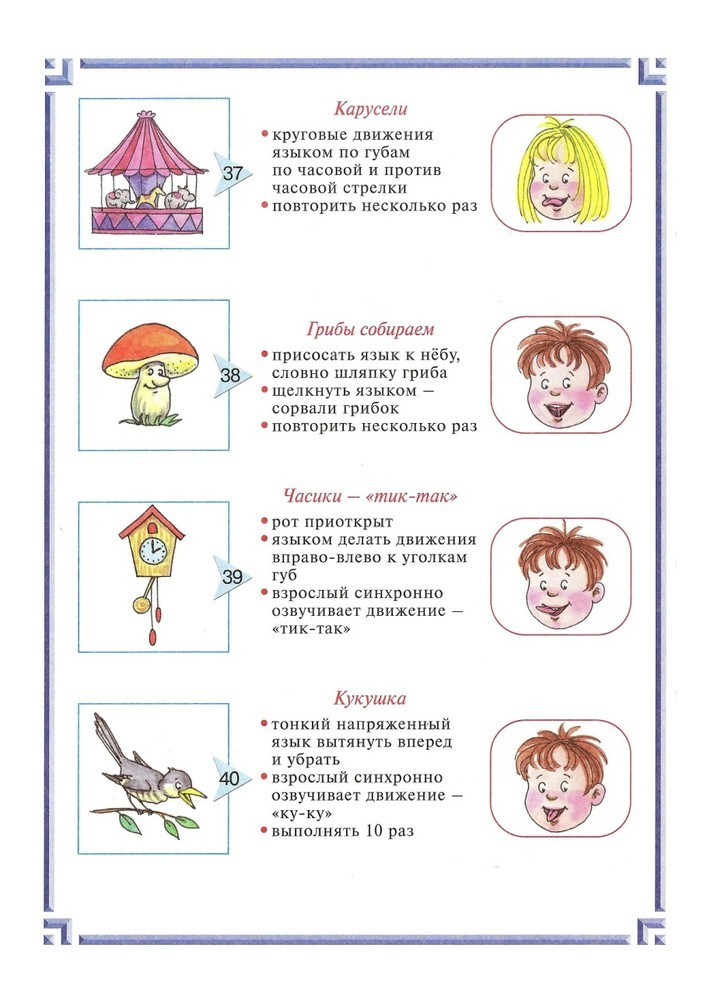 Карусели
37
• круговые движения
языком по губам
по часовой и против
часовой стрелки
• повторить несколько раз
Грибы собираем
38
• присосать язык к нёбу,
словно шляпку гриба
• щелкнуть языком –
сорвали грибок
• повторить несколько раз
Часики – «тик-так»
39
• рот приоткрыт
• языком делать движения
вправо-влево к уголкам
губ
• взрослый синхронно
озвучивает движение –
«тик-так»
Кукушка
40
• тонкий напряженный
язык вытянуть вперед
и убрать
• взрослый синхронно
озвучивает движение –
«ку-ку»
• выполнять 10 раз